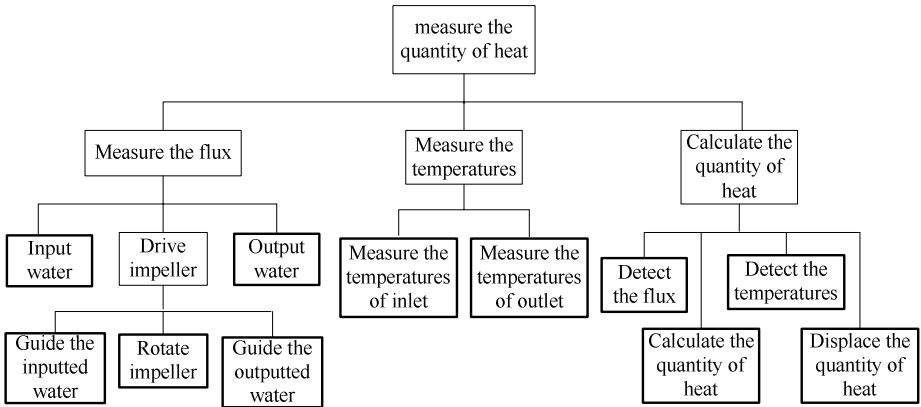 measure the
quantity of heat
Measure the flux
Measure the
temperatures
Calculate the
quantity of
heat
Input
water
Drive
impeller
Output
water
Measure the
temperatures
of inlet
Measure the
temperatures
of outlet
Detect
the flux
Detect the
temperatures
Guide the
inputted
water
Rotate
impeller
Guide the
outputted
water
Calculate the
quantity of
heat
Displace the
quantity of
heat